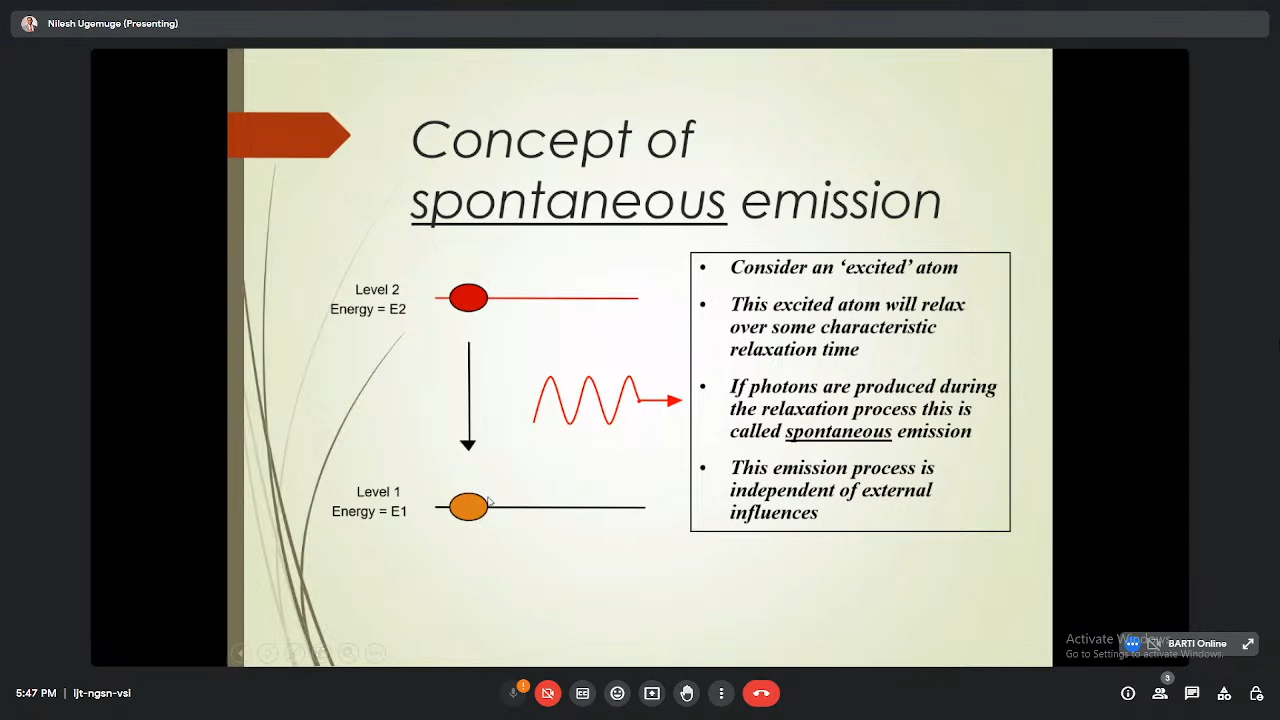 Nilesh Ugemuge (Presenting)
Concept of
spontaneous emission
Level 2
Energy = E2
Level 1
Energy = E1
• Consider an ‘excited’ atom
• This excited atom will relax
over some characteristic
relaxation time
• If photons are produced during
the relaxation process this is
called spontaneous emission
• This emission process is
independent of external
influences
Activate Windows
Go to Settings to activate Windows.
BARTI Online
5:47 PM | ljt-ngsn-vsi
3